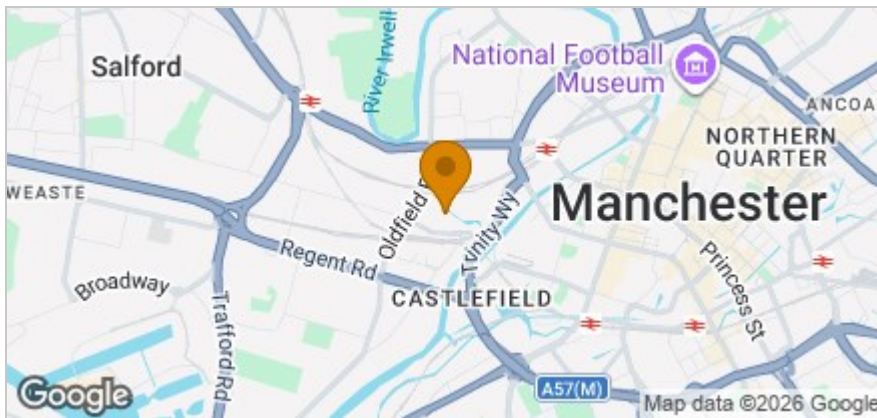 National Football
Museum
Salford
River Irwell
ANCOA
NORTHERN
QUARTER
WEASTE
Oldfield
Manchester
Trinity Wy
Regent Rd
Princess St
Broadway
CASTLEFIELD
Trafford Rd
A57(M)
Google
Map data ©2026 Google